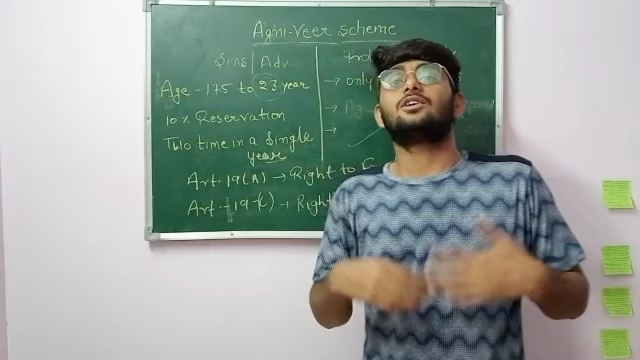 Agni-Veer Scheme
Adv.
Age - 17.5 to 23 year
→ only
10% Reservation
→ Ag
Two time in a Single
year
Art. 19(A) → Right to
Art. 19(C) → Right